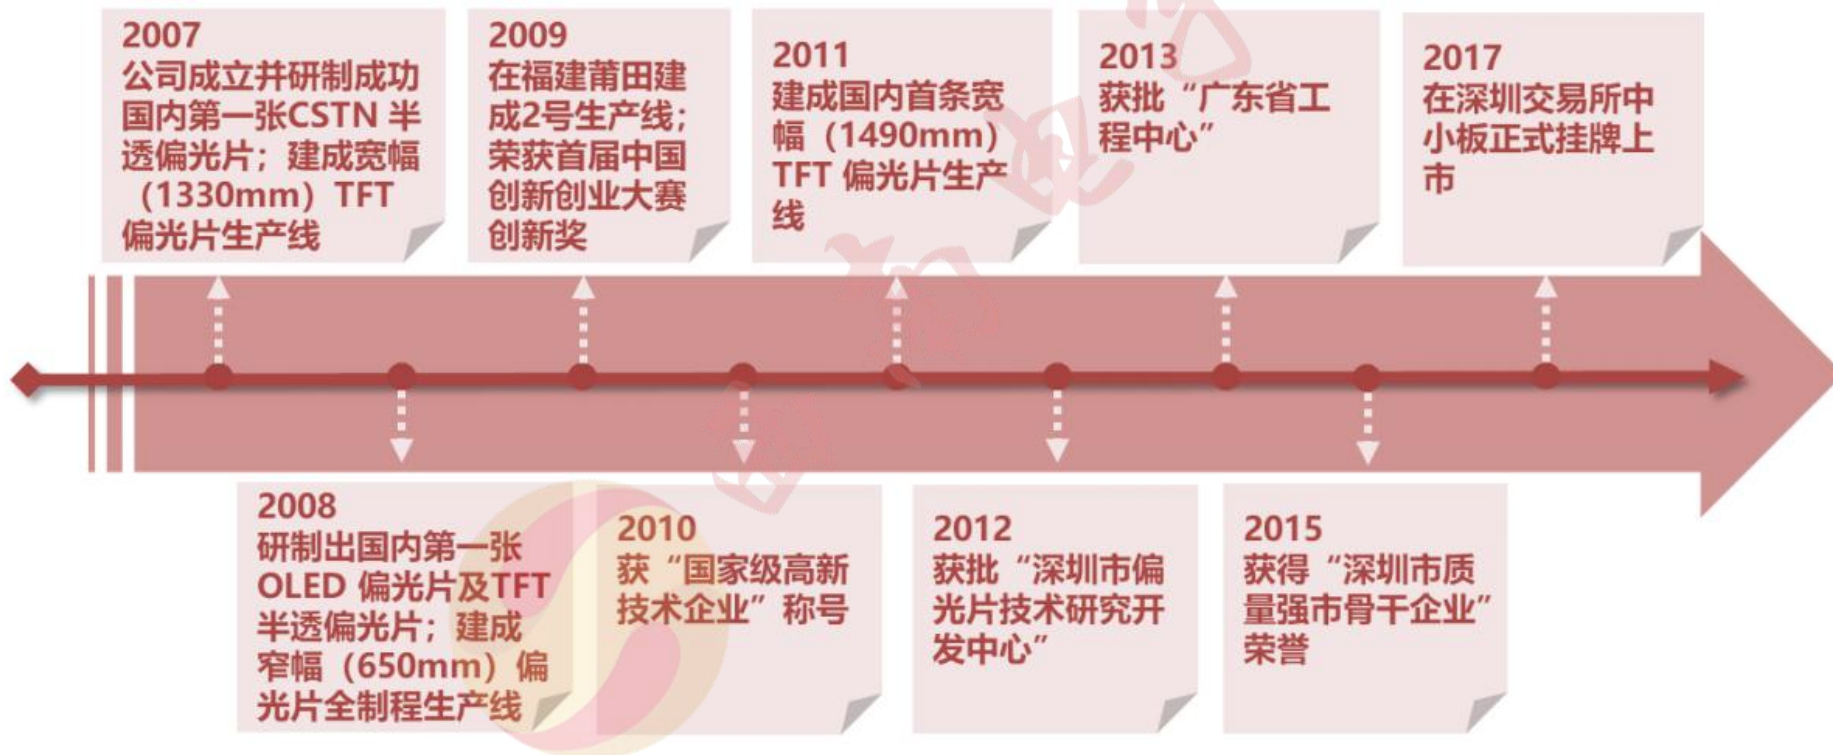 2007
公司成立并研制成功
国内第一张CSTN 半
透偏光片；建成宽幅
（1330mm）TFT
偏光片生产线
2009
在福建莆田建
成2号生产线；
荣获首届中国
创新创业大赛
创新奖
2011
建成国内首条宽
幅（1490mm）
TFT 偏光片生产
线
2013
获批“广东省工
程中心”
2017
在深圳交易所中
小板正式挂牌上
市
2008
研制出国内第一张
OLED 偏光片及TFT
半透偏光片；建成
窄幅（650mm）偏
光片全制程生产线
2010
获“国家级高新
技术企业”称号
2012
获批“深圳市偏
光片技术研究开
发中心”
2015
获得“深圳市质
量强市骨干企业”
荣誉